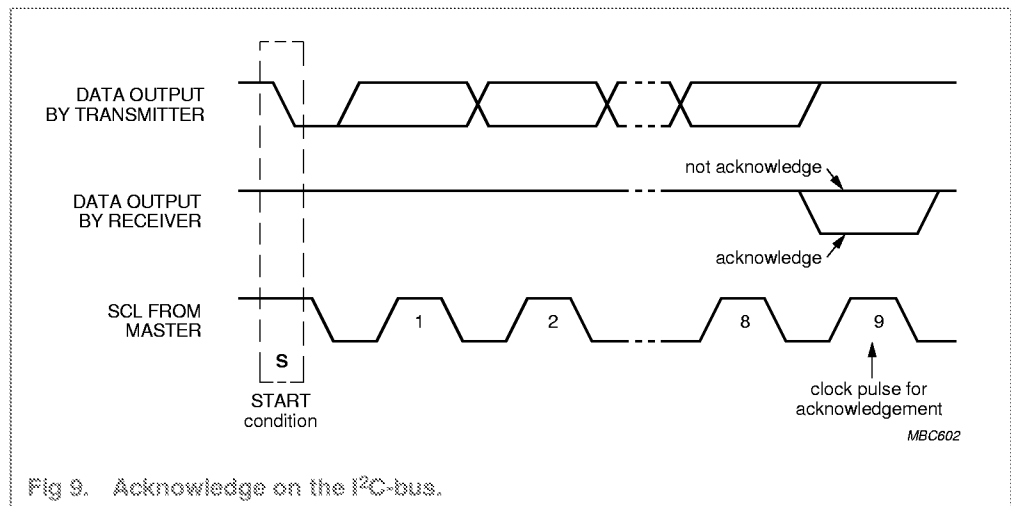 DATA OUTPUT
BY TRANSMITTER
not acknowledge
DATA OUTPUT
BY RECEIVER
acknowledge
SCL FROM
MASTER
1
2
8
9
S
START
condition
clock pulse for
acknowledgement
MBC602
Fig 9. Acknowledge on the I²C-bus.